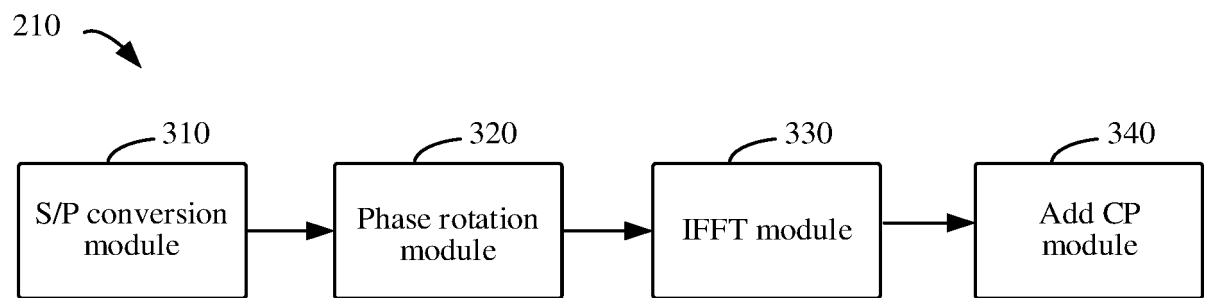 210
310
320
330
340
S/P conversion
module
Phase rotation
module
IFFT module
Add CP
module